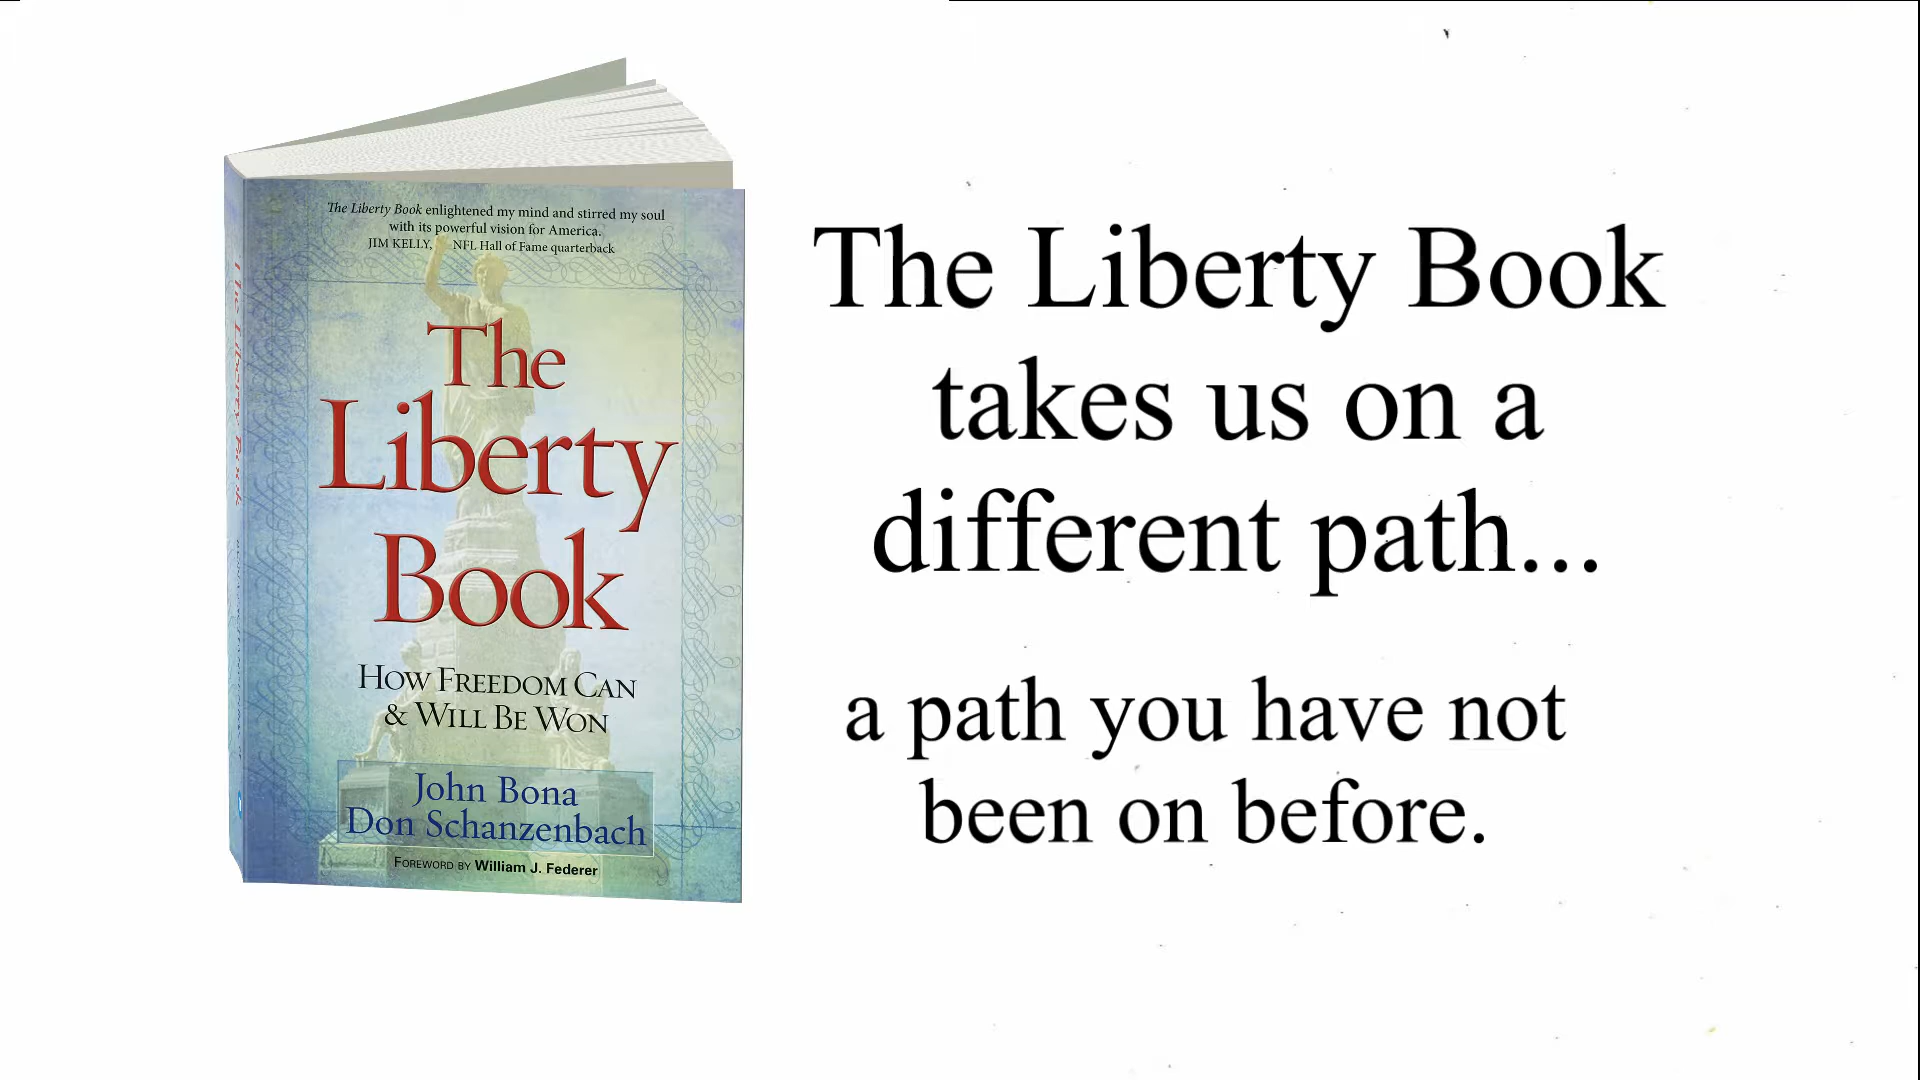 The Liberty Book enlightened my mind and stirred my soul
with its powerful vision for America.
JIM KELLY, NFL Hall of Fame quarterback
The
Liberty
Book
HOW FREEDOM CAN
& WILL BE WON
John Bona
Don Schanzenbach
FOREWORD BY William J. Federer
The Liberty Book
The Liberty Book
takes us on a
different path...
a path you have not
been on before.